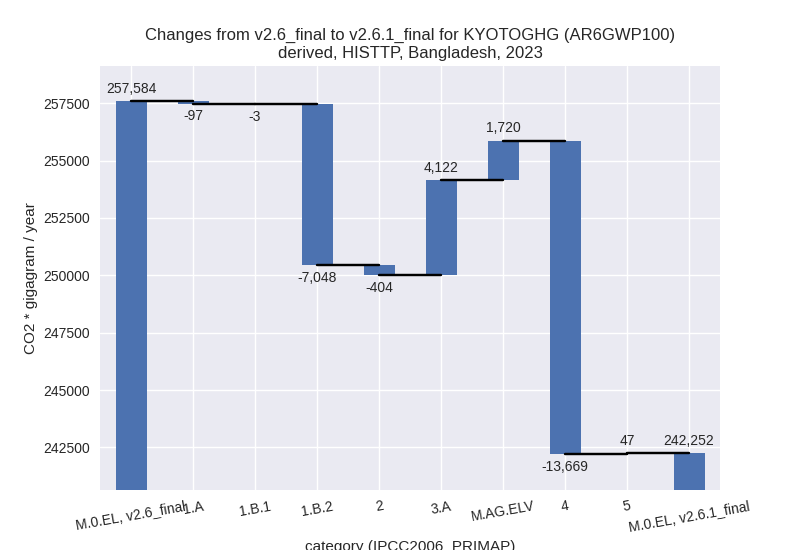 Changes from v2.6_final to v2.6.1_final for KYOTOGHG (AR6GWP100)
derived, HISTTP, Bangladesh, 2023
CO2 * gigagram / year
257500
255000
252500
250000
247500
245000
242500
257,584
-97
-3
-7,048
-404
4,122
1,720
-13,669
47
242,252
M.0.EL, v2.6_final
1.A
1.B.1
1.B.2
2
3.A
M.AG.ELV
4
5
M.0.EL, v2.6.1_final
category (IPCC2006_PRIMAP)